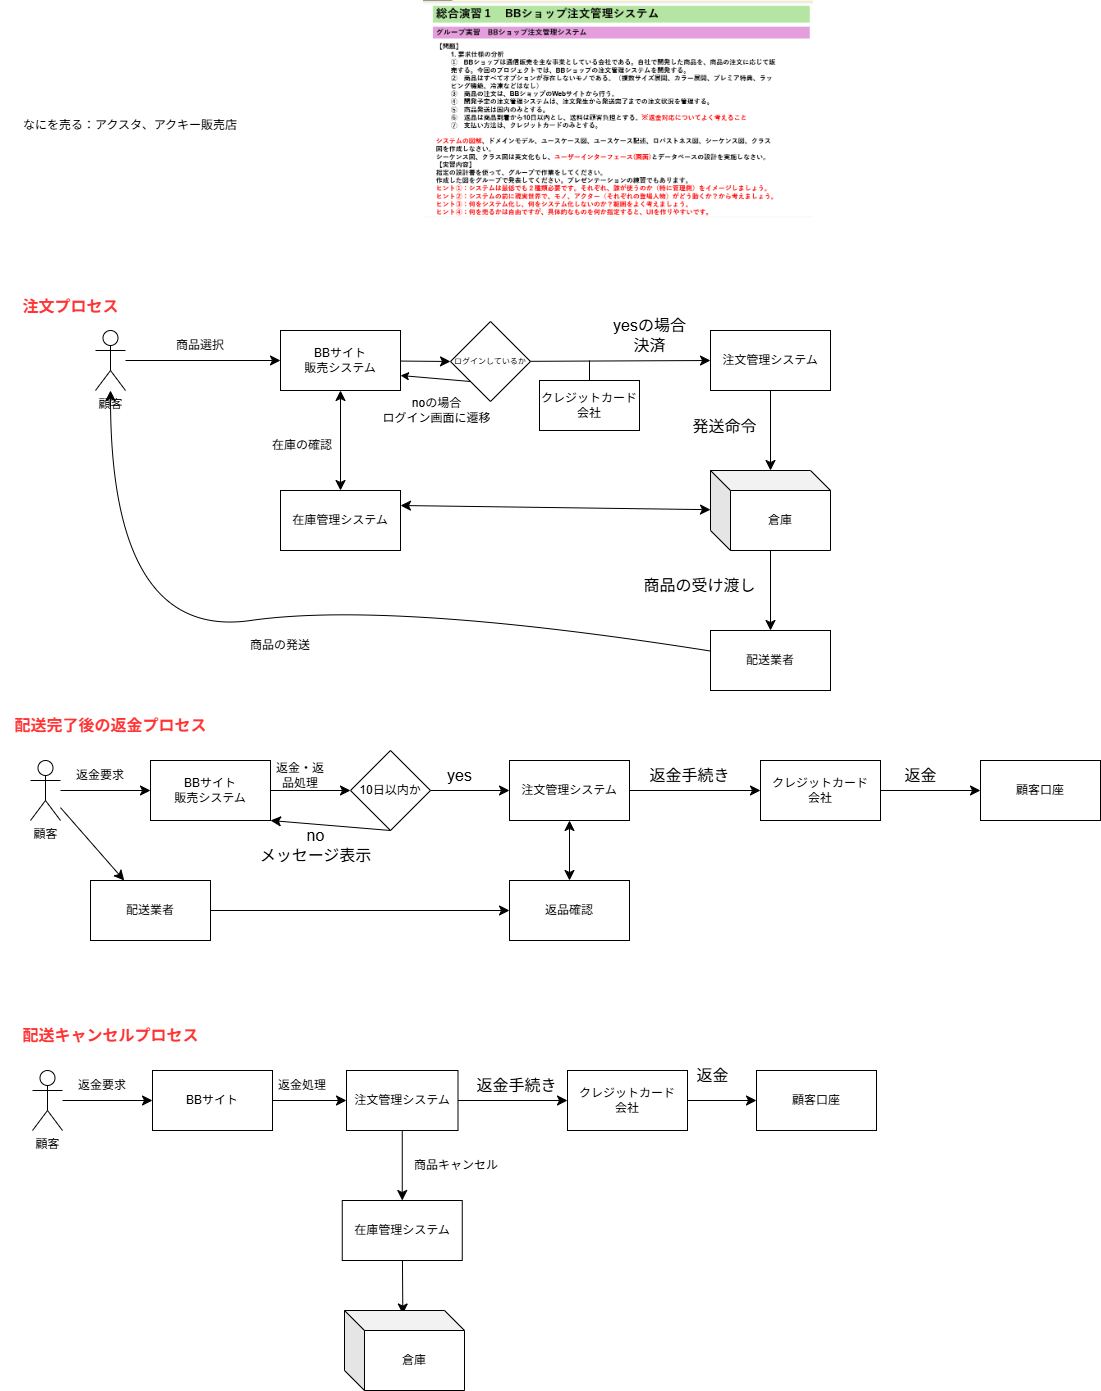 総合演習１　BBショップ注文管理システム
グループ実習　BBショップ注文管理システム
【問題】
1. 要求仕様の分析
①　BBショップは通信販売を主な事業としている会社である。自社で開発した商品を、商品の注文に応じて販
売する。今回のプロジェクトでは、BBショップの注文管理システムを開発する。
②　商品はすべてオプションが存在しないモノである。（複数サイズ展開、カラー展開、プレミア特典、ラッ
ピング機能、冷凍などはなし）
③　商品の注文は、BBショップのWebサイトから行う。
④　開発予定の注文管理システムは、注文発生から発送完了までの注文状況を管理する。
⑤　商品発送は国内のみとする。
⑥　返品は商品到着から10日以内とし、送料は顧客負担とする。※返金対応についてよく考えること
⑦　支払い方法は、クレジットカードのみとする。
システムの図解、ドメインモデル、ユースケース図、ユースケース記述、ロバストネス図、シーケンス図、クラス
図を作成しなさい。
シーケンス図、クラス図は英文化もし、ユーザーインターフェース(画面)とデータベースの設計を実施しなさい。
【実習内容】
指定の設計書を使って、グループで作業をしてください。
作成した図をグループで発表してください。プレゼンテーションの練習でもあります。
ヒント①：システムは最低でも２種類必要です。それぞれ、誰が使うのか（特に管理側）をイメージしましょう。
ヒント②：システムの前に現実世界で、モノ、アクター（それぞれの登場人物）がどう動くか？から考えましょう。
ヒント③：何をシステム化し、何をシステム化しないのか？範囲をよく考えましょう。
ヒント④：何を売るかは自由ですが、具体的なものを何か指定すると、UIを作りやすいです。
なにを売る：アクスタ、アクキー販売店
注文プロセス
顧客
商品選択
BBサイト
販売システム
ログインしているか
noの場合
ログイン画面に遷移
yesの場合
決済
クレジットカード
会社
注文管理システム
発送命令
在庫の確認
在庫管理システム
倉庫
商品の受け渡し
配送業者
商品の発送
配送完了後の返金プロセス
顧客
返金要求
BBサイト
販売システム
返金・返
品処理
10日以内か
no
メッセージ表示
yes
注文管理システム
返金手続き
クレジットカード
会社
返金
顧客口座
配送業者
返品確認
配送キャンセルプロセス
顧客
返金要求
BBサイト
返金処理
注文管理システム
返金手続き
クレジットカード
会社
返金
顧客口座
商品キャンセル
在庫管理システム
倉庫